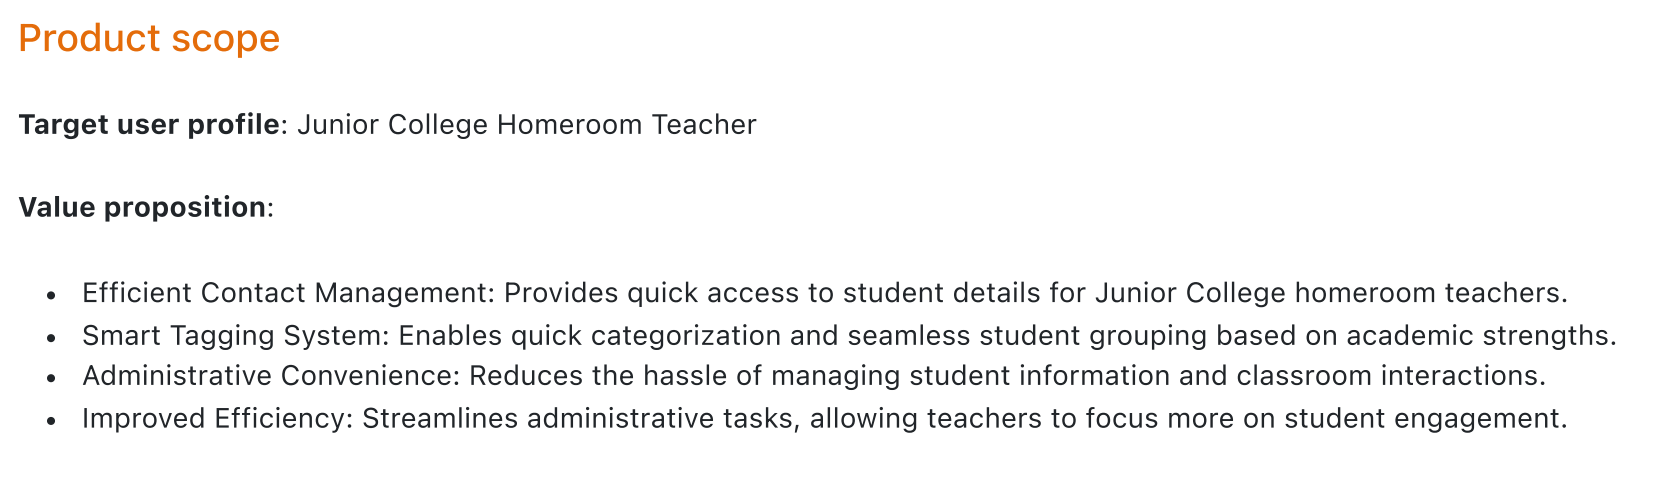 Product scope
Target user profile: Junior College Homeroom Teacher
Value proposition:
• Efficient Contact Management: Provides quick access to student details for Junior College homeroom teachers.
• Smart Tagging System: Enables quick categorization and seamless student grouping based on academic strengths.
• Administrative Convenience: Reduces the hassle of managing student information and classroom interactions.
• Improved Efficiency: Streamlines administrative tasks, allowing teachers to focus more on student engagement.